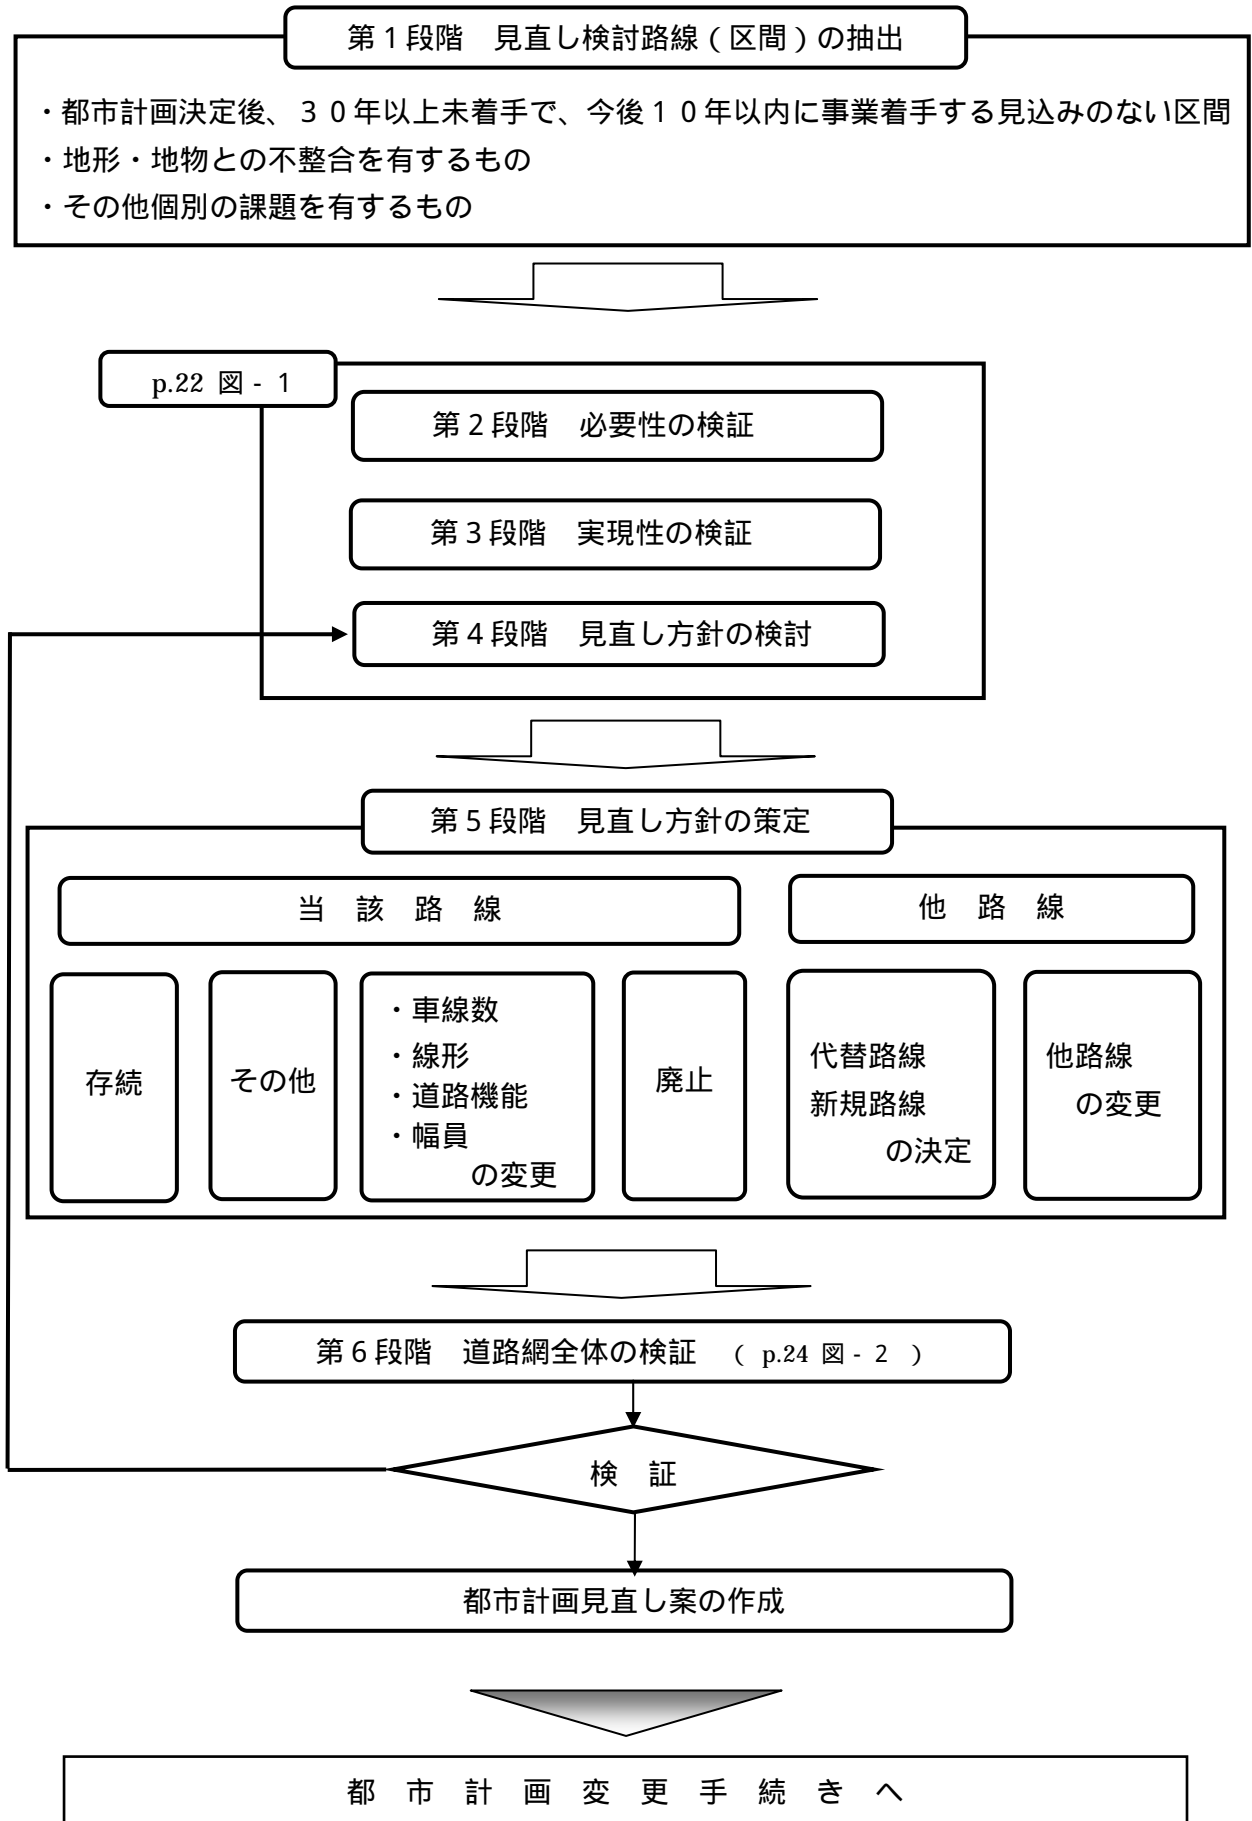 第１段階　見直し検討路線（区間）の抽出
・都市計画決定後、３０年以上未着手で、今後１０年以内に事業着手する見込みのない区間
・地形・地物との不整合を有するもの
・その他個別の課題を有するもの
p.22 図 - 1
第２段階　必要性の検証
第３段階　実現性の検証
第４段階　見直し方針の検討
第５段階　見直し方針の策定
当　該　路　線
他　路　線
存続
その他
・車線数
・線形
・道路機能
・幅員
の変更
廃止
代替路線
新規路線
の決定
他路線
の変更
第６段階　道路網全体の検証　（ p.24 図 - 2 ）
検　証
都市計画見直し案の作成
都　市　計　画　変　更　手　続　き　へ